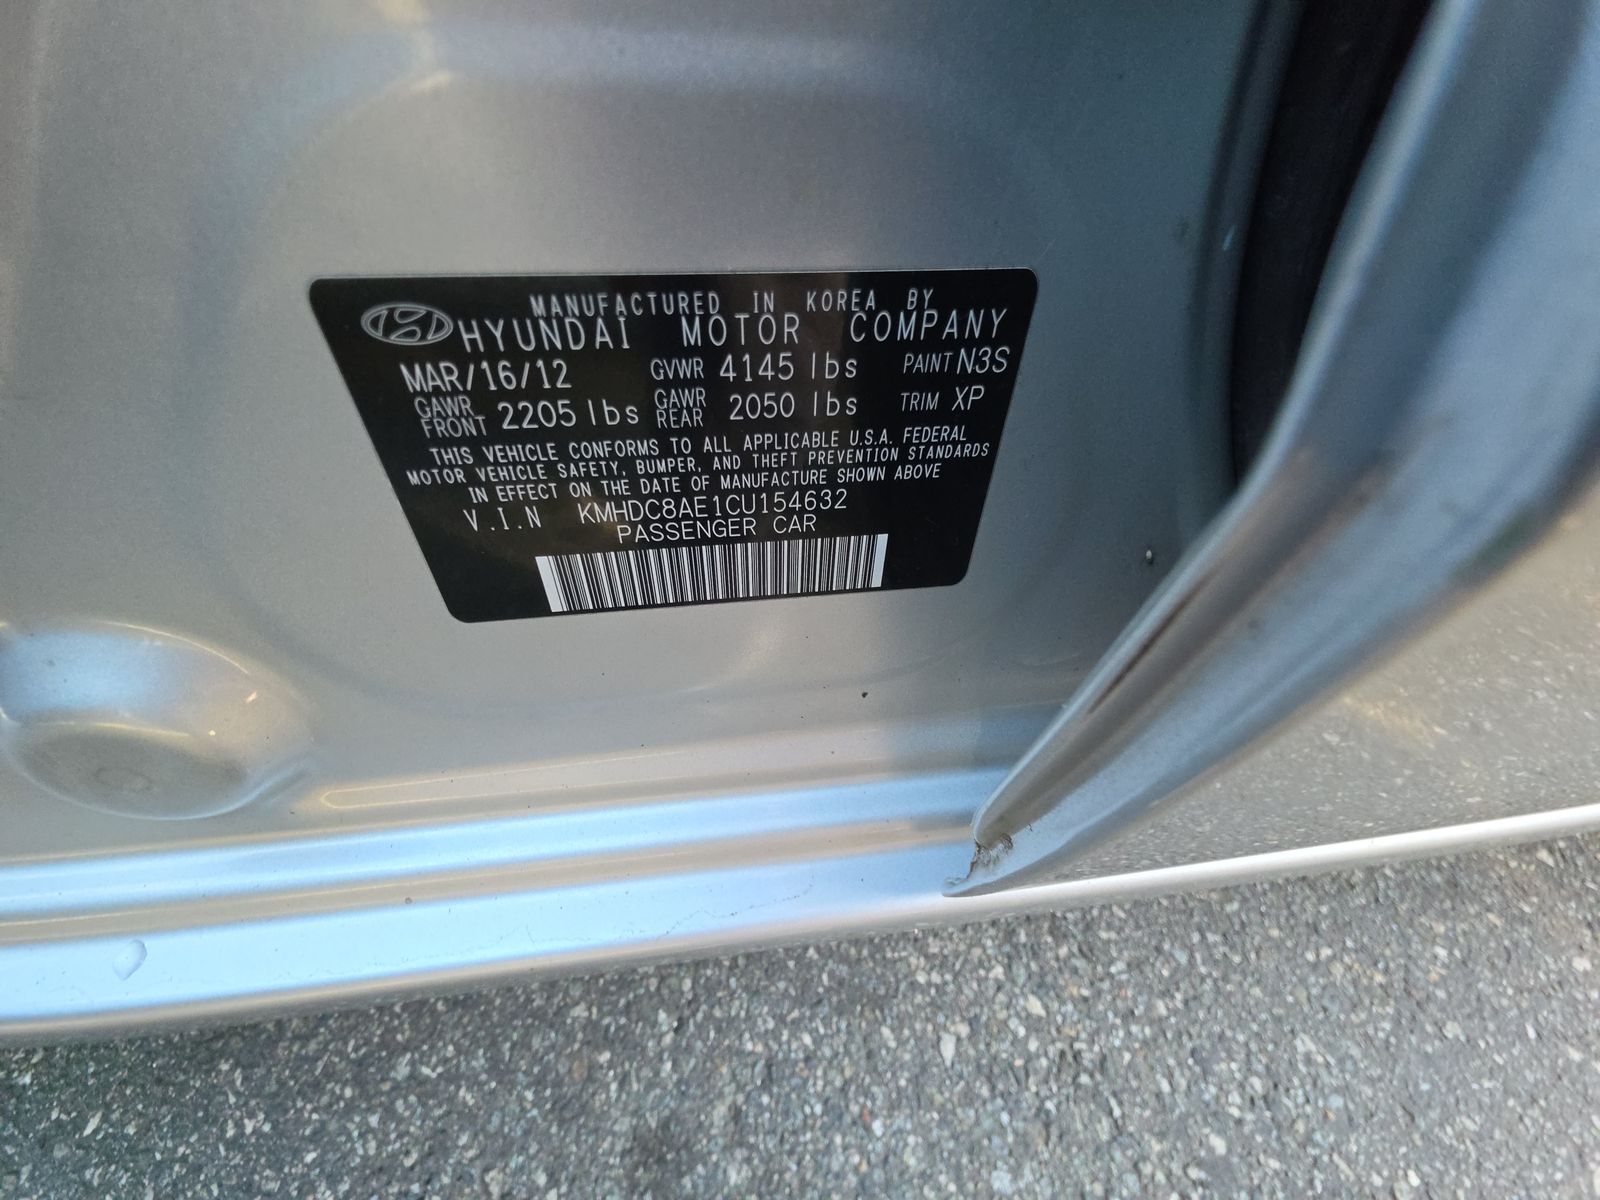 MANUFACTURED IN KOREA BY
HYUNDAI MOTOR COMPANY
MAR/16/12 GVWR 4145 lbs PAINT N3S
GAWR FRONT 2205 lbs GAWR REAR 2050 lbs TRIM XP
THIS VEHICLE CONFORMS TO ALL APPLICABLE U.S.A. FEDERAL
MOTOR VEHICLE SAFETY, BUMPER, AND THEFT PREVENTION STANDARDS
IN EFFECT ON THE DATE OF MANUFACTURE SHOWN ABOVE
V.I.N KMHDC8AE1CU154632
PASSENGER CAR